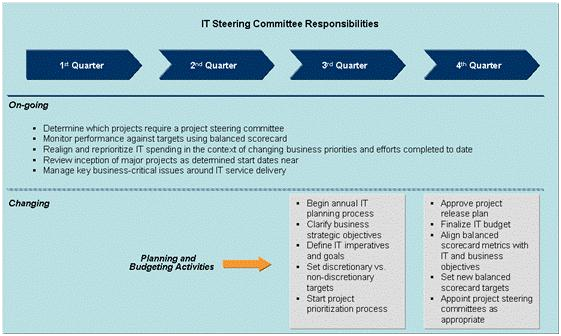 IT Steering Committee Responsibilities
1st Quarter
2nd Quarter
3rd Quarter
4th Quarter
On-going
▪ Determine which projects require a project steering committee
▪ Monitor performance against targets using balanced scorecard
▪ Realign and reprioritize IT spending in the context of changing business priorities and efforts completed to date
▪ Review inception of major projects as determined start dates near
▪ Manage key business-critical issues around IT service delivery
Changing
Planning and
Budgeting Activities
▪ Begin annual IT
planning process
▪ Clarify business
strategic objectives
▪ Define IT imperatives
and goals
▪ Set discretionary vs.
non-discretionary
targets
▪ Start project
prioritization process
▪ Approve project
release plan
▪ Finalize IT budget
▪ Align balanced
scorecard metrics with
IT and business
objectives
▪ Set new balanced
scorecard targets
▪ Appoint project steering
committees as
appropriate